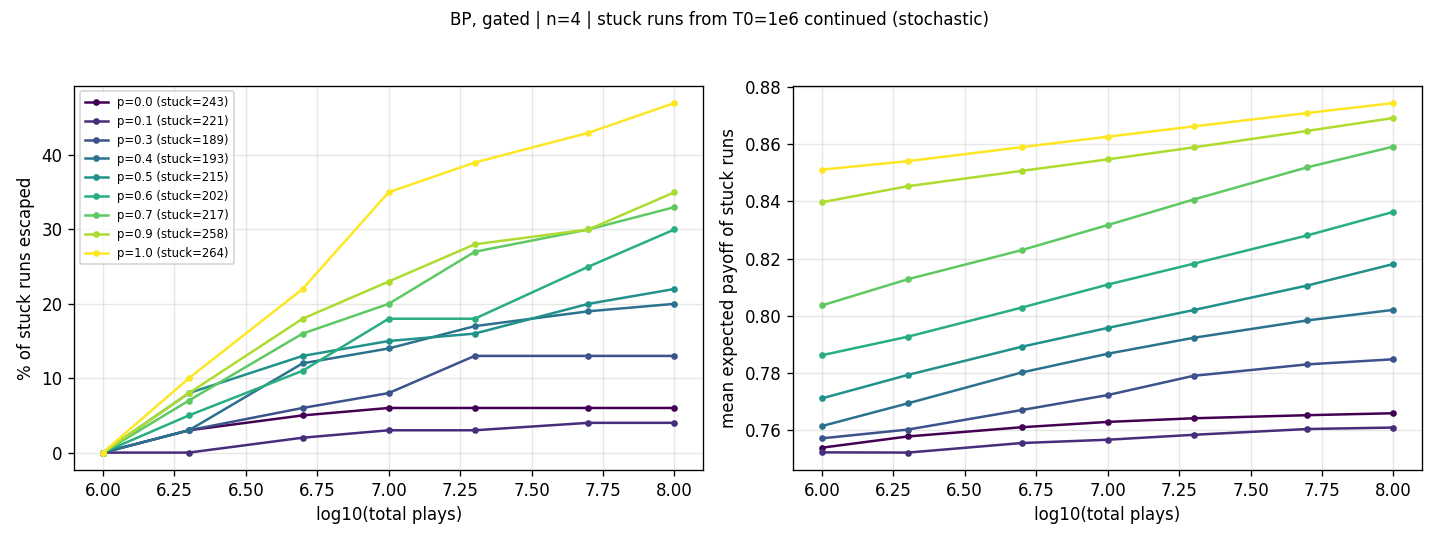 BP, gated | n=4 | stuck runs from T0=1e6 continued (stochastic)
% of stuck runs escaped
40
30
20
10
0
p=0.0 (stuck=243)
p=0.1 (stuck=221)
p=0.3 (stuck=189)
p=0.4 (stuck=193)
p=0.5 (stuck=215)
p=0.6 (stuck=202)
p=0.7 (stuck=217)
p=0.9 (stuck=258)
p=1.0 (stuck=264)
6.00 6.25 6.50 6.75 7.00 7.25 7.50 7.75 8.00
log10(total plays)
mean expected payoff of stuck runs
0.88
0.86
0.84
0.82
0.80
0.78
0.76
6.00 6.25 6.50 6.75 7.00 7.25 7.50 7.75 8.00
log10(total plays)